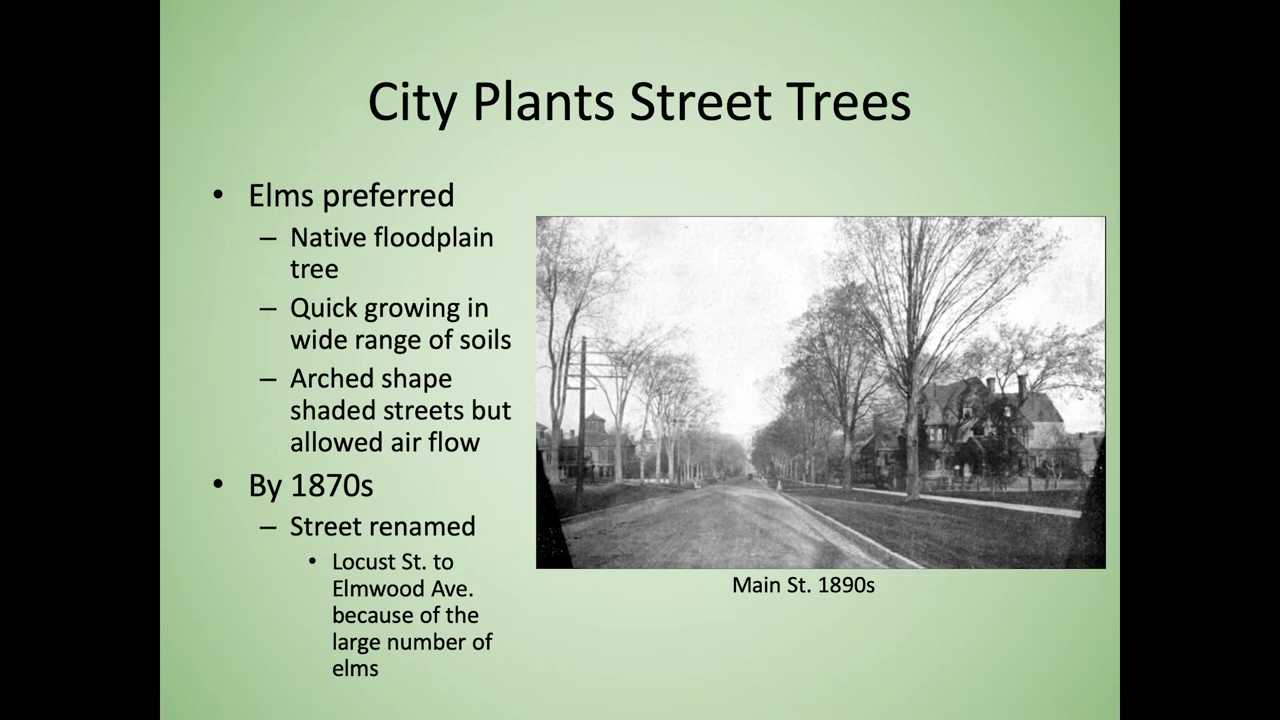 City Plants Street Trees
• Elms preferred
– Native floodplain
tree
– Quick growing in
wide range of soils
– Arched shape
shaded streets but
allowed air flow
• By 1870s
– Street renamed
• Locust St. to
Elmwood Ave.
because of the
large number of
elms
Main St. 1890s